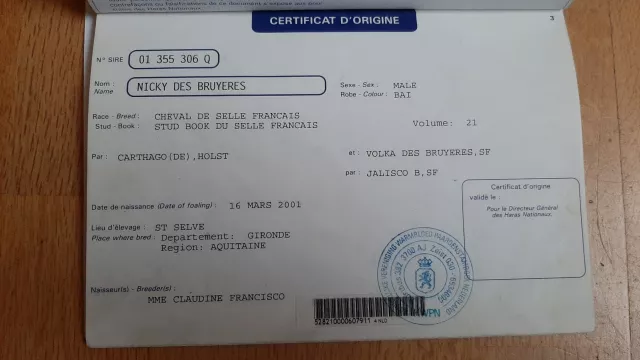 des Haras Nationaux.
CERTIFICAT D'ORIGINE
3
N° SIRE 01 355 306 Q
Nom : NICKY DES BRUYERES
Name
Sexe - Sex : MALE
Robe - Colour : BAI
Race - Breed : CHEVAL DE SELLE FRANCAIS
Stud - Book : STUD BOOK DU SELLE FRANCAIS
Volume: 21
Par : CARTHAGO(DE),HOLST
et : VOLKA DES BRUYERES,SF
par : JALISCO B,SF
Date de naissance (Date of foaling) : 16 MARS 2001
Lieu d'élevage : ST SELVE
Place where bred : Departement: GIRONDE
Region: AQUITAINE
Certificat d'origine
validé le :
Pour le Directeur Général
des Haras Nationaux.
Naisseur(s) - Breeder(s) :
MME CLAUDINE FRANCISCO
528210000607911